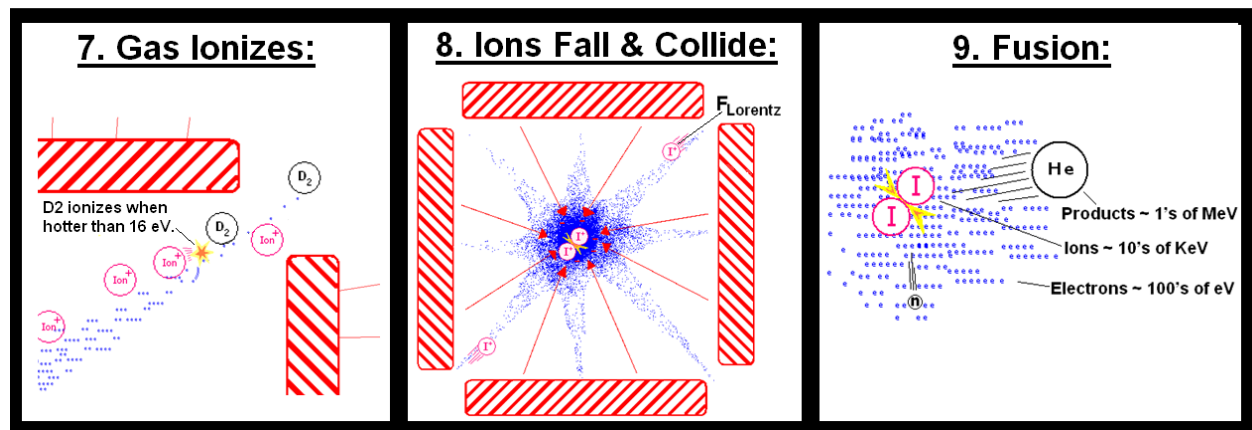 7. Gas Ionizes:
D₂
D2 ionizes when
hotter than 16 eV.
D₂
Ion⁺
Ion⁺
Ion⁺
Ion⁺
8. Ions Fall & Collide:
F Lorentz
I⁺
I⁺
I⁺
I⁺
9. Fusion:
He
I
I
Products ~ 1's of MeV
Ions ~ 10's of KeV
Electrons ~ 100's of eV
n